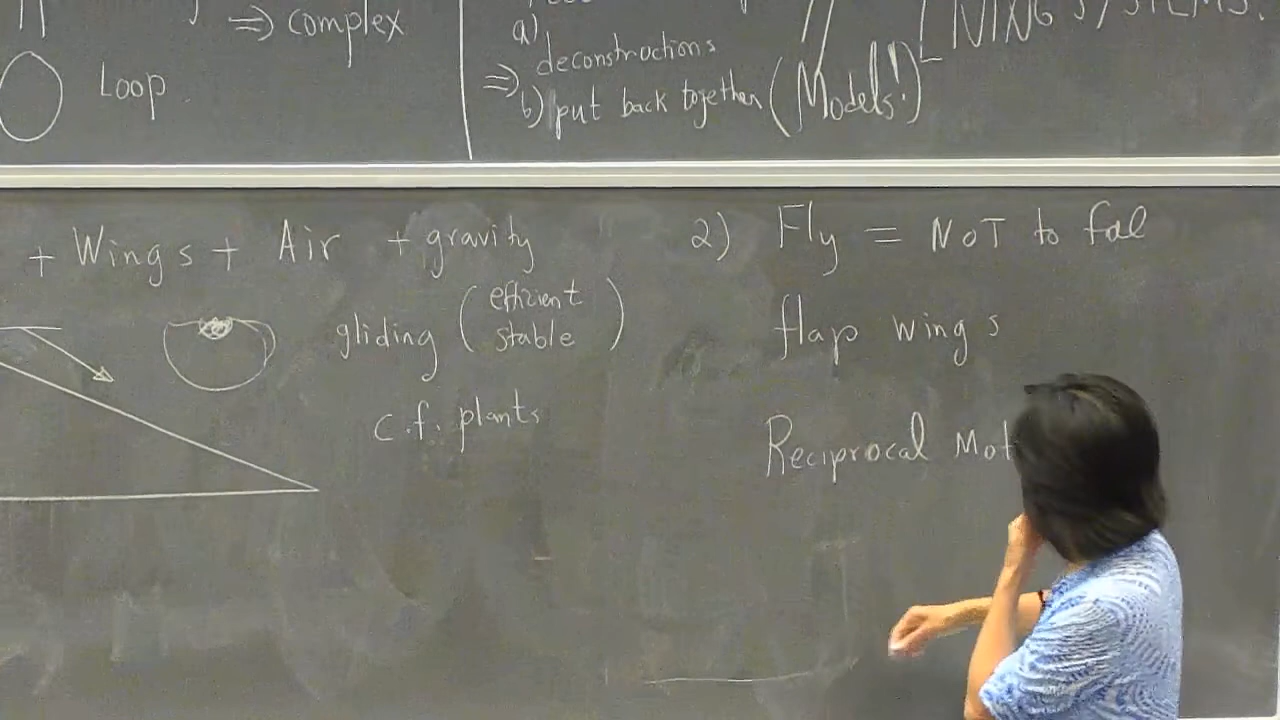 ⇒ complex
Loop
a)
deconstructions
⇒
b) put back together (Models!)
+ Wings + Air + gravity
gliding (efficient stable)
c.f. plants
2) Fly = NOT to fal
flap wings
Reciprocal Mot